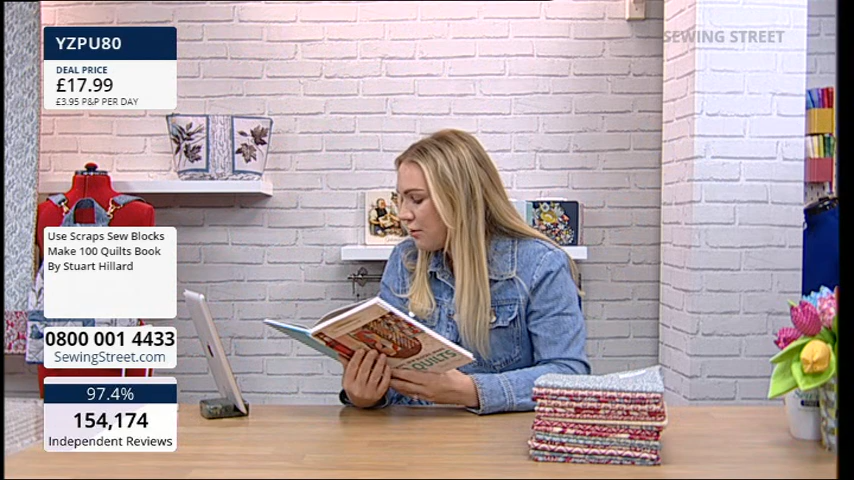 YZPU80
DEAL PRICE
£17.99
£3.95 P&P PER DAY
SEWING STREET
Use Scraps Sew Blocks
Make 100 Quilts Book
By Stuart Hillard
0800 001 4433
SewingStreet.com
97.4%
154,174
Independent Reviews
QUILTS